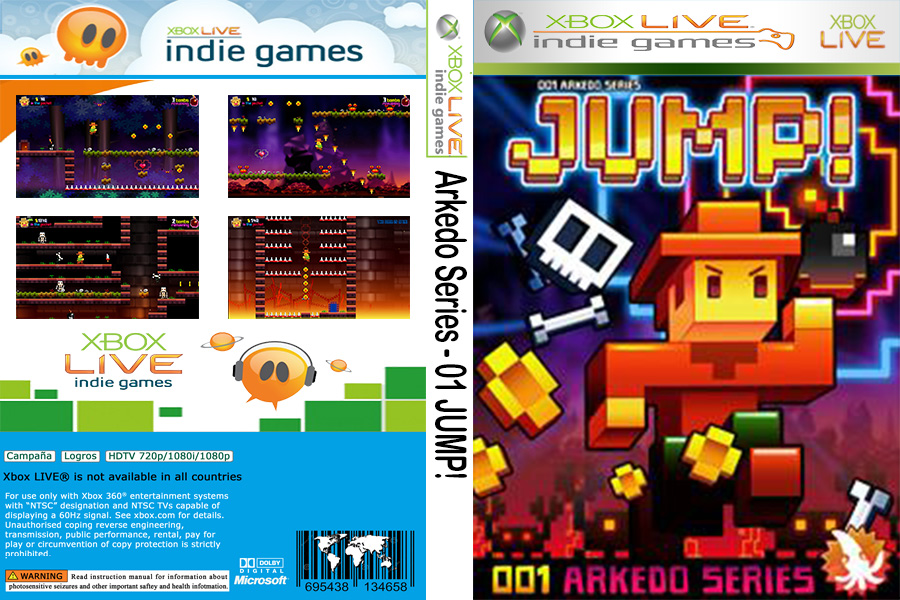 XBOX LIVE
indie games
XBOX LIVE
indie games
Campaña
Logros
HDTV 720p/1080i/1080p
Xbox LIVE® is not available in all countries
For use only with Xbox 360® entertainment systems
with "NTSC" designation and NTSC TVs capable of
displaying a 60Hz signal. See xbox.com for details.
Unauthorised coping reverse engineering,
transmission, public performance, rental, pay for
play or circumvention of copy protection is strictly
prohibited.
WARNING Read instruction manual for information about
photosensitive seizures and other important saftey and health infomation.
DOLBY
DIGITAL
Microsoft®
695438 134658
XBOX LIVE
indie games
Arkedo Series - 01 JUMP!
XBOX LIVE
indie games
XBOX
LIVE
001 ARKEDO SERIES
JUMP!
001 ARKEDO SERIES